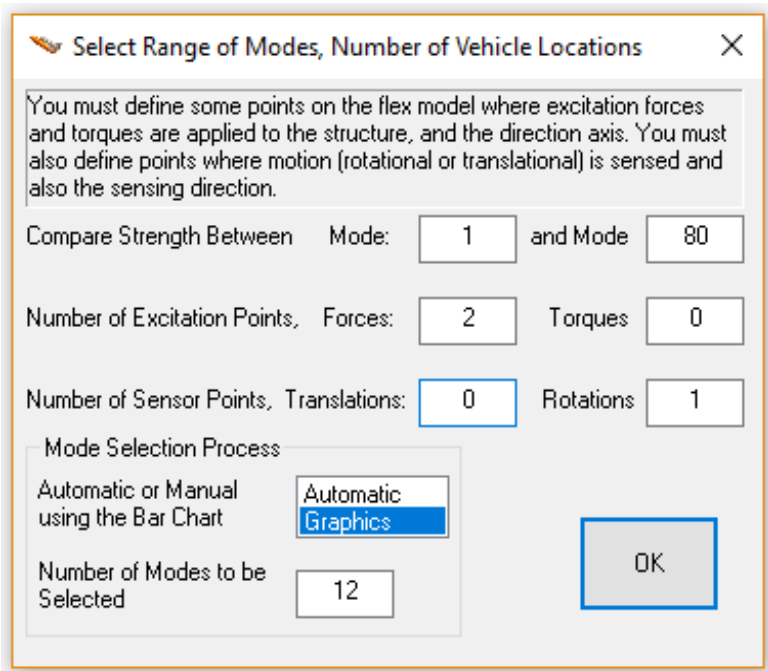 Select Range of Modes, Number of Vehicle Locations
You must define some points on the flex model where excitation forces
and torques are applied to the structure, and the direction axis. You must
also define points where motion (rotational or translational) is sensed and
also the sensing direction.
Compare Strength Between Mode: 1 and Mode 80
Number of Excitation Points, Forces: 2 Torques 0
Number of Sensor Points, Translations: 0 Rotations 1
Mode Selection Process
Automatic or Manual
using the Bar Chart
Automatic
Graphics
Number of Modes to be
Selected
12
OK